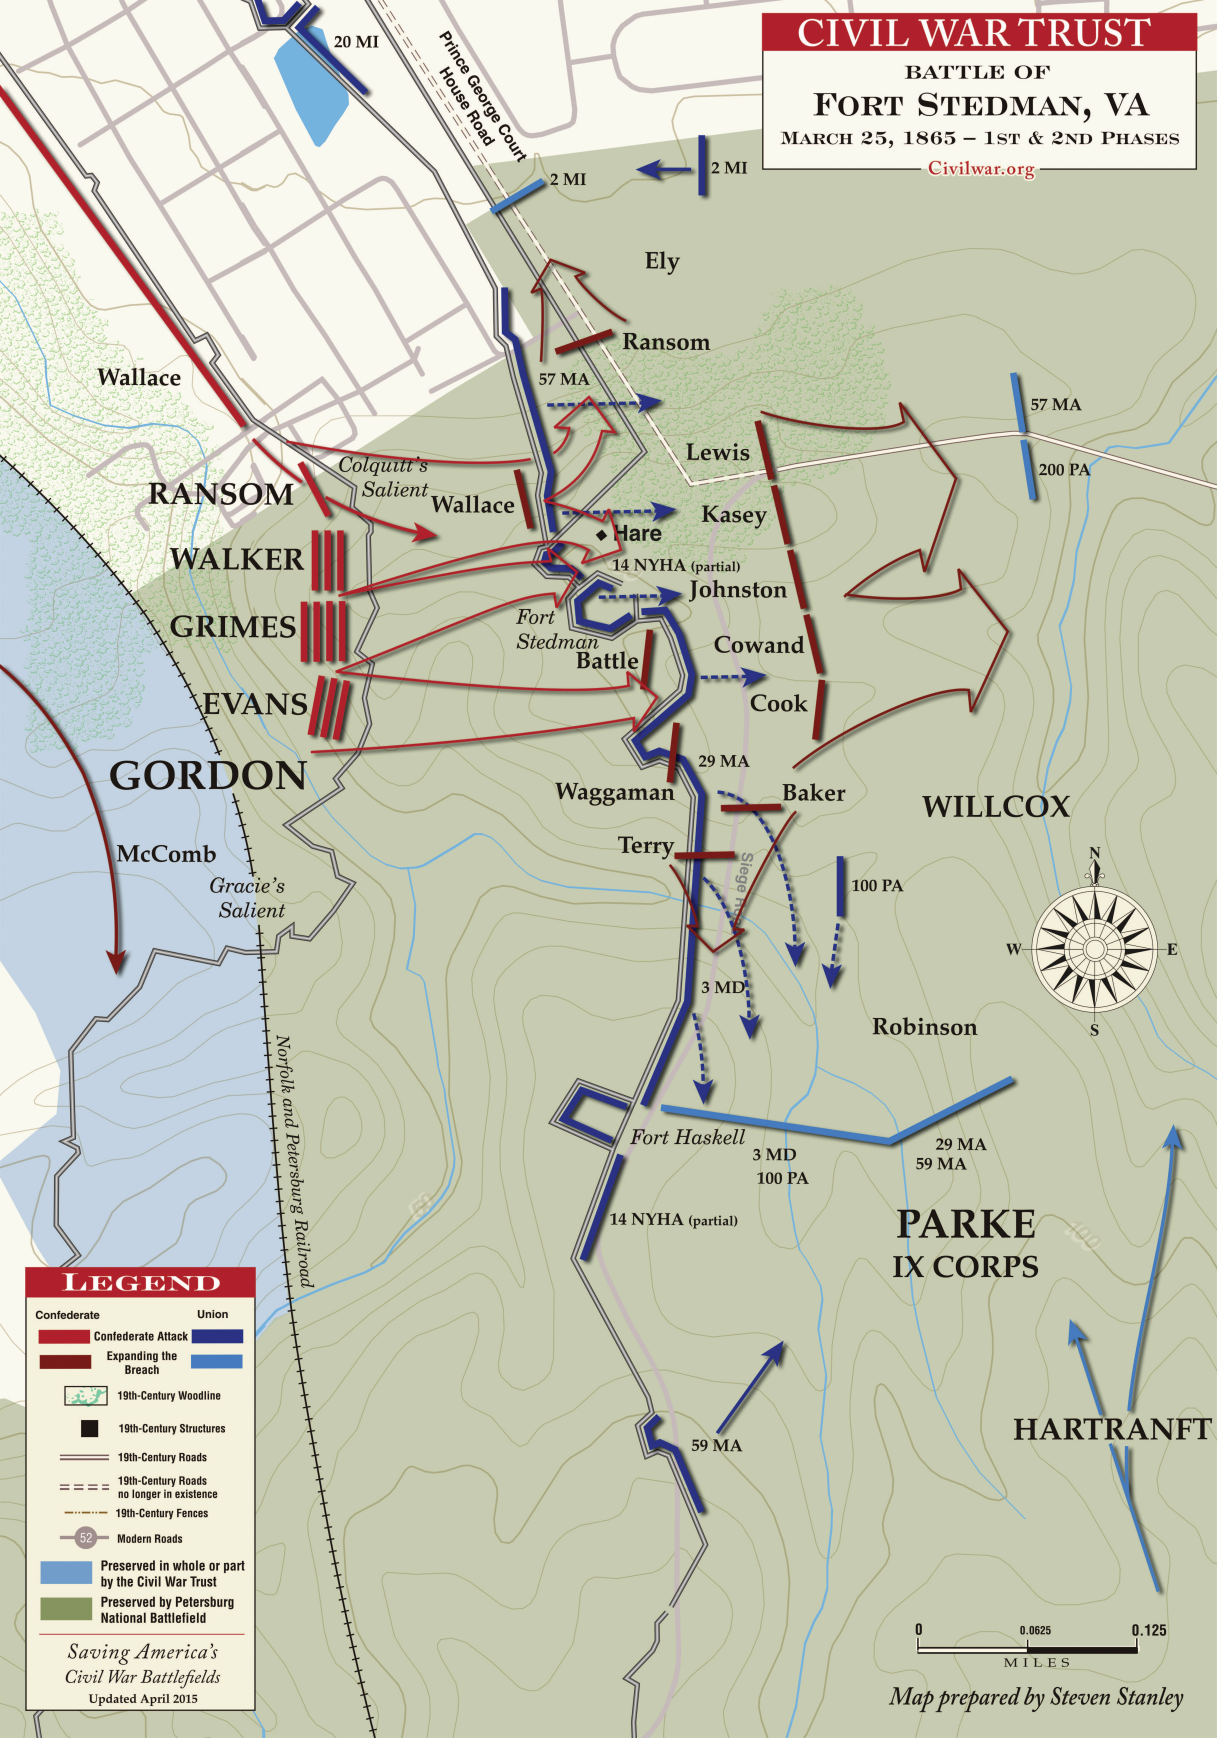 CIVIL WAR TRUST
BATTLE OF
FORT STEDMAN, VA
MARCH 25, 1865 – 1ST & 2ND PHASES
Civilwar.org
20 MI
Prince George Court
House Road
2 MI
2 MI
Ely
Ransom
57 MA
Wallace
57 MA
200 PA
Lewis
Colquitt's
Salient
RANSOM
Wallace
Kasey
Hare
WALKER
14 NYHA (partial)
Johnston
GRIMES
Fort
Stedman
Battle
Cowand
EVANS
Cook
GORDON
29 MA
Waggaman
Baker
WILLCOX
Terry
McComb
Siege
Gracie's
Salient
100 PA
N
W
E
S
3 MD
Robinson
Norfolk and Petersburg Railroad
Fort Haskell
3 MD
100 PA
29 MA
59 MA
14 NYHA (partial)
PARKE
IX CORPS
100
HARTRANFT
59 MA
LEGEND
Confederate
Union
Confederate Attack
Expanding the
Breach
19th-Century Woodline
19th-Century Structures
19th-Century Roads
19th-Century Roads
no longer in existence
19th-Century Fences
52
Modern Roads
Preserved in whole or part
by the Civil War Trust
Preserved by Petersburg
National Battlefield
Saving America's
Civil War Battlefields
Updated April 2015
0
0.0625
0.125
MILES
Map prepared by Steven Stanley